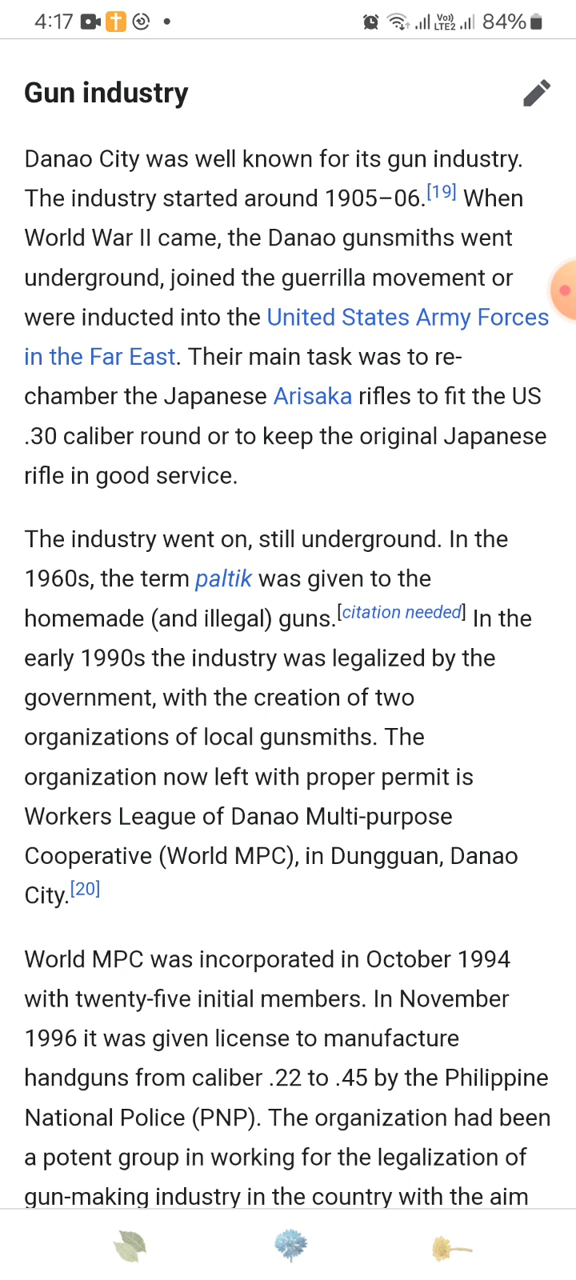 4:17
Vo)) LTE2 84%
Gun industry
Danao City was well known for its gun industry.
The industry started around 1905–06.[19] When
World War II came, the Danao gunsmiths went
underground, joined the guerrilla movement or
were inducted into the United States Army Forces
in the Far East. Their main task was to re-
chamber the Japanese Arisaka rifles to fit the US
.30 caliber round or to keep the original Japanese
rifle in good service.
The industry went on, still underground. In the
1960s, the term paltik was given to the
homemade (and illegal) guns.[citation needed] In the
early 1990s the industry was legalized by the
government, with the creation of two
organizations of local gunsmiths. The
organization now left with proper permit is
Workers League of Danao Multi-purpose
Cooperative (World MPC), in Dungguan, Danao
City.[20]
World MPC was incorporated in October 1994
with twenty-five initial members. In November
1996 it was given license to manufacture
handguns from caliber .22 to .45 by the Philippine
National Police (PNP). The organization had been
a potent group in working for the legalization of
gun-making industry in the country with the aim